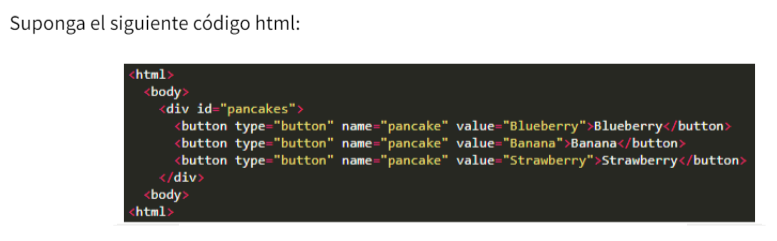 Suponga el siguiente código html:
<html>
<body>
<div id="pancakes">
<button type="button" name="pancake" value="Blueberry">Blueberry</button>
<button type="button" name="pancake" value="Banana">Banana</button>
<button type="button" name="pancake" value="Strawberry">Strawberry</button>
</div>
<body>
<html>